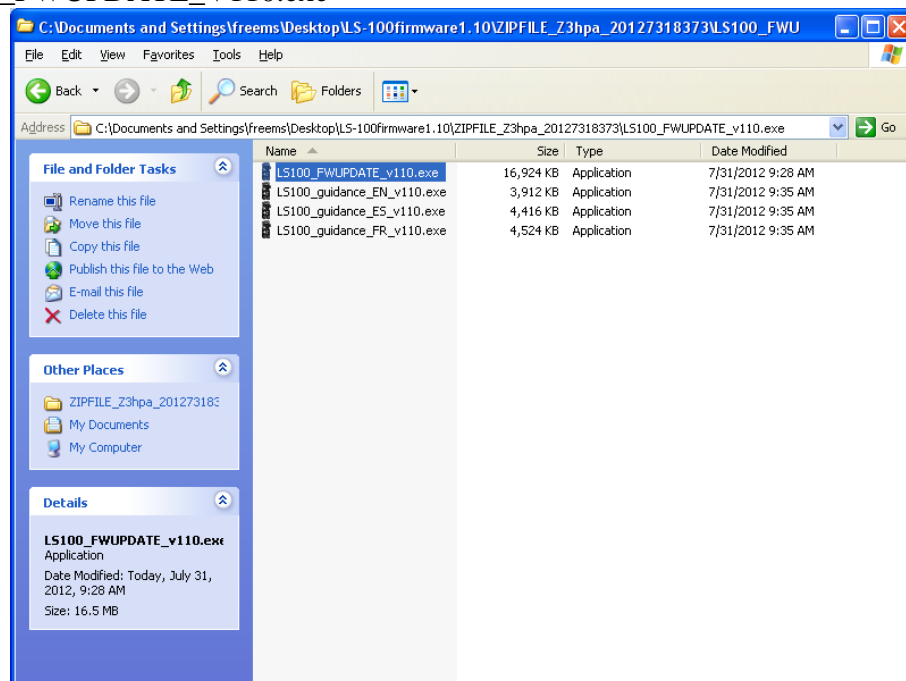 C:\Documents and Settings\freems\Desktop\LS-100firmware1.10\ZIPFILE_Z3hpa_20127318373\LS100_FWU
File Edit View Favorites Tools Help
Back Search Folders
Address C:\Documents and Settings\freems\Desktop\LS-100firmware1.10\ZIPFILE_Z3hpa_20127318373\LS100_FWUPDATE_v110.exe Go
Name Size Type Date Modified
File and Folder Tasks
Rename this file
Move this file
Copy this file
Publish this file to the Web
E-mail this file
Delete this file
Other Places
ZIPFILE_Z3hpa_20127318
My Documents
My Computer
Details
LS100_FWUPDATE_v110.exe
Application
Date Modified: Today, July 31,
2012, 9:28 AM
Size: 16.5 MB
LS100_FWUPDATE_v110.exe 16,924 KB Application 7/31/2012 9:28 AM
LS100_guidance_EN_v110.exe 3,912 KB Application 7/31/2012 9:35 AM
LS100_guidance_ES_v110.exe 4,416 KB Application 7/31/2012 9:35 AM
LS100_guidance_FR_v110.exe 4,524 KB Application 7/31/2012 9:35 AM